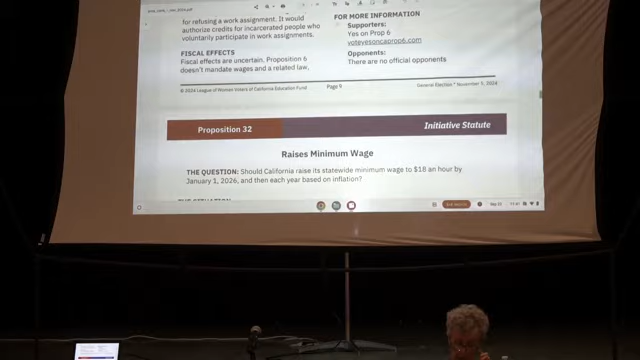 for refusing a work assignment. It would
authorize credits for incarcerated people who
voluntarily participate in work assignments.
FISCAL EFFECTS
Fiscal effects are uncertain. Proposition 6
doesn't mandate wages and a related law,
FOR MORE INFORMATION
Supporters:
Yes on Prop 6
voteyesoncaprop6.com
Opponents:
There are no official opponents
© 2024 League of Women Voters of California Education Fund
Page 9
General Election * November 5, 2024
Proposition 32
Initiative Statute
Raises Minimum Wage
THE QUESTION: Should California raise its statewide minimum wage to $18 an hour by
January 1, 2026, and then each year based on inflation?